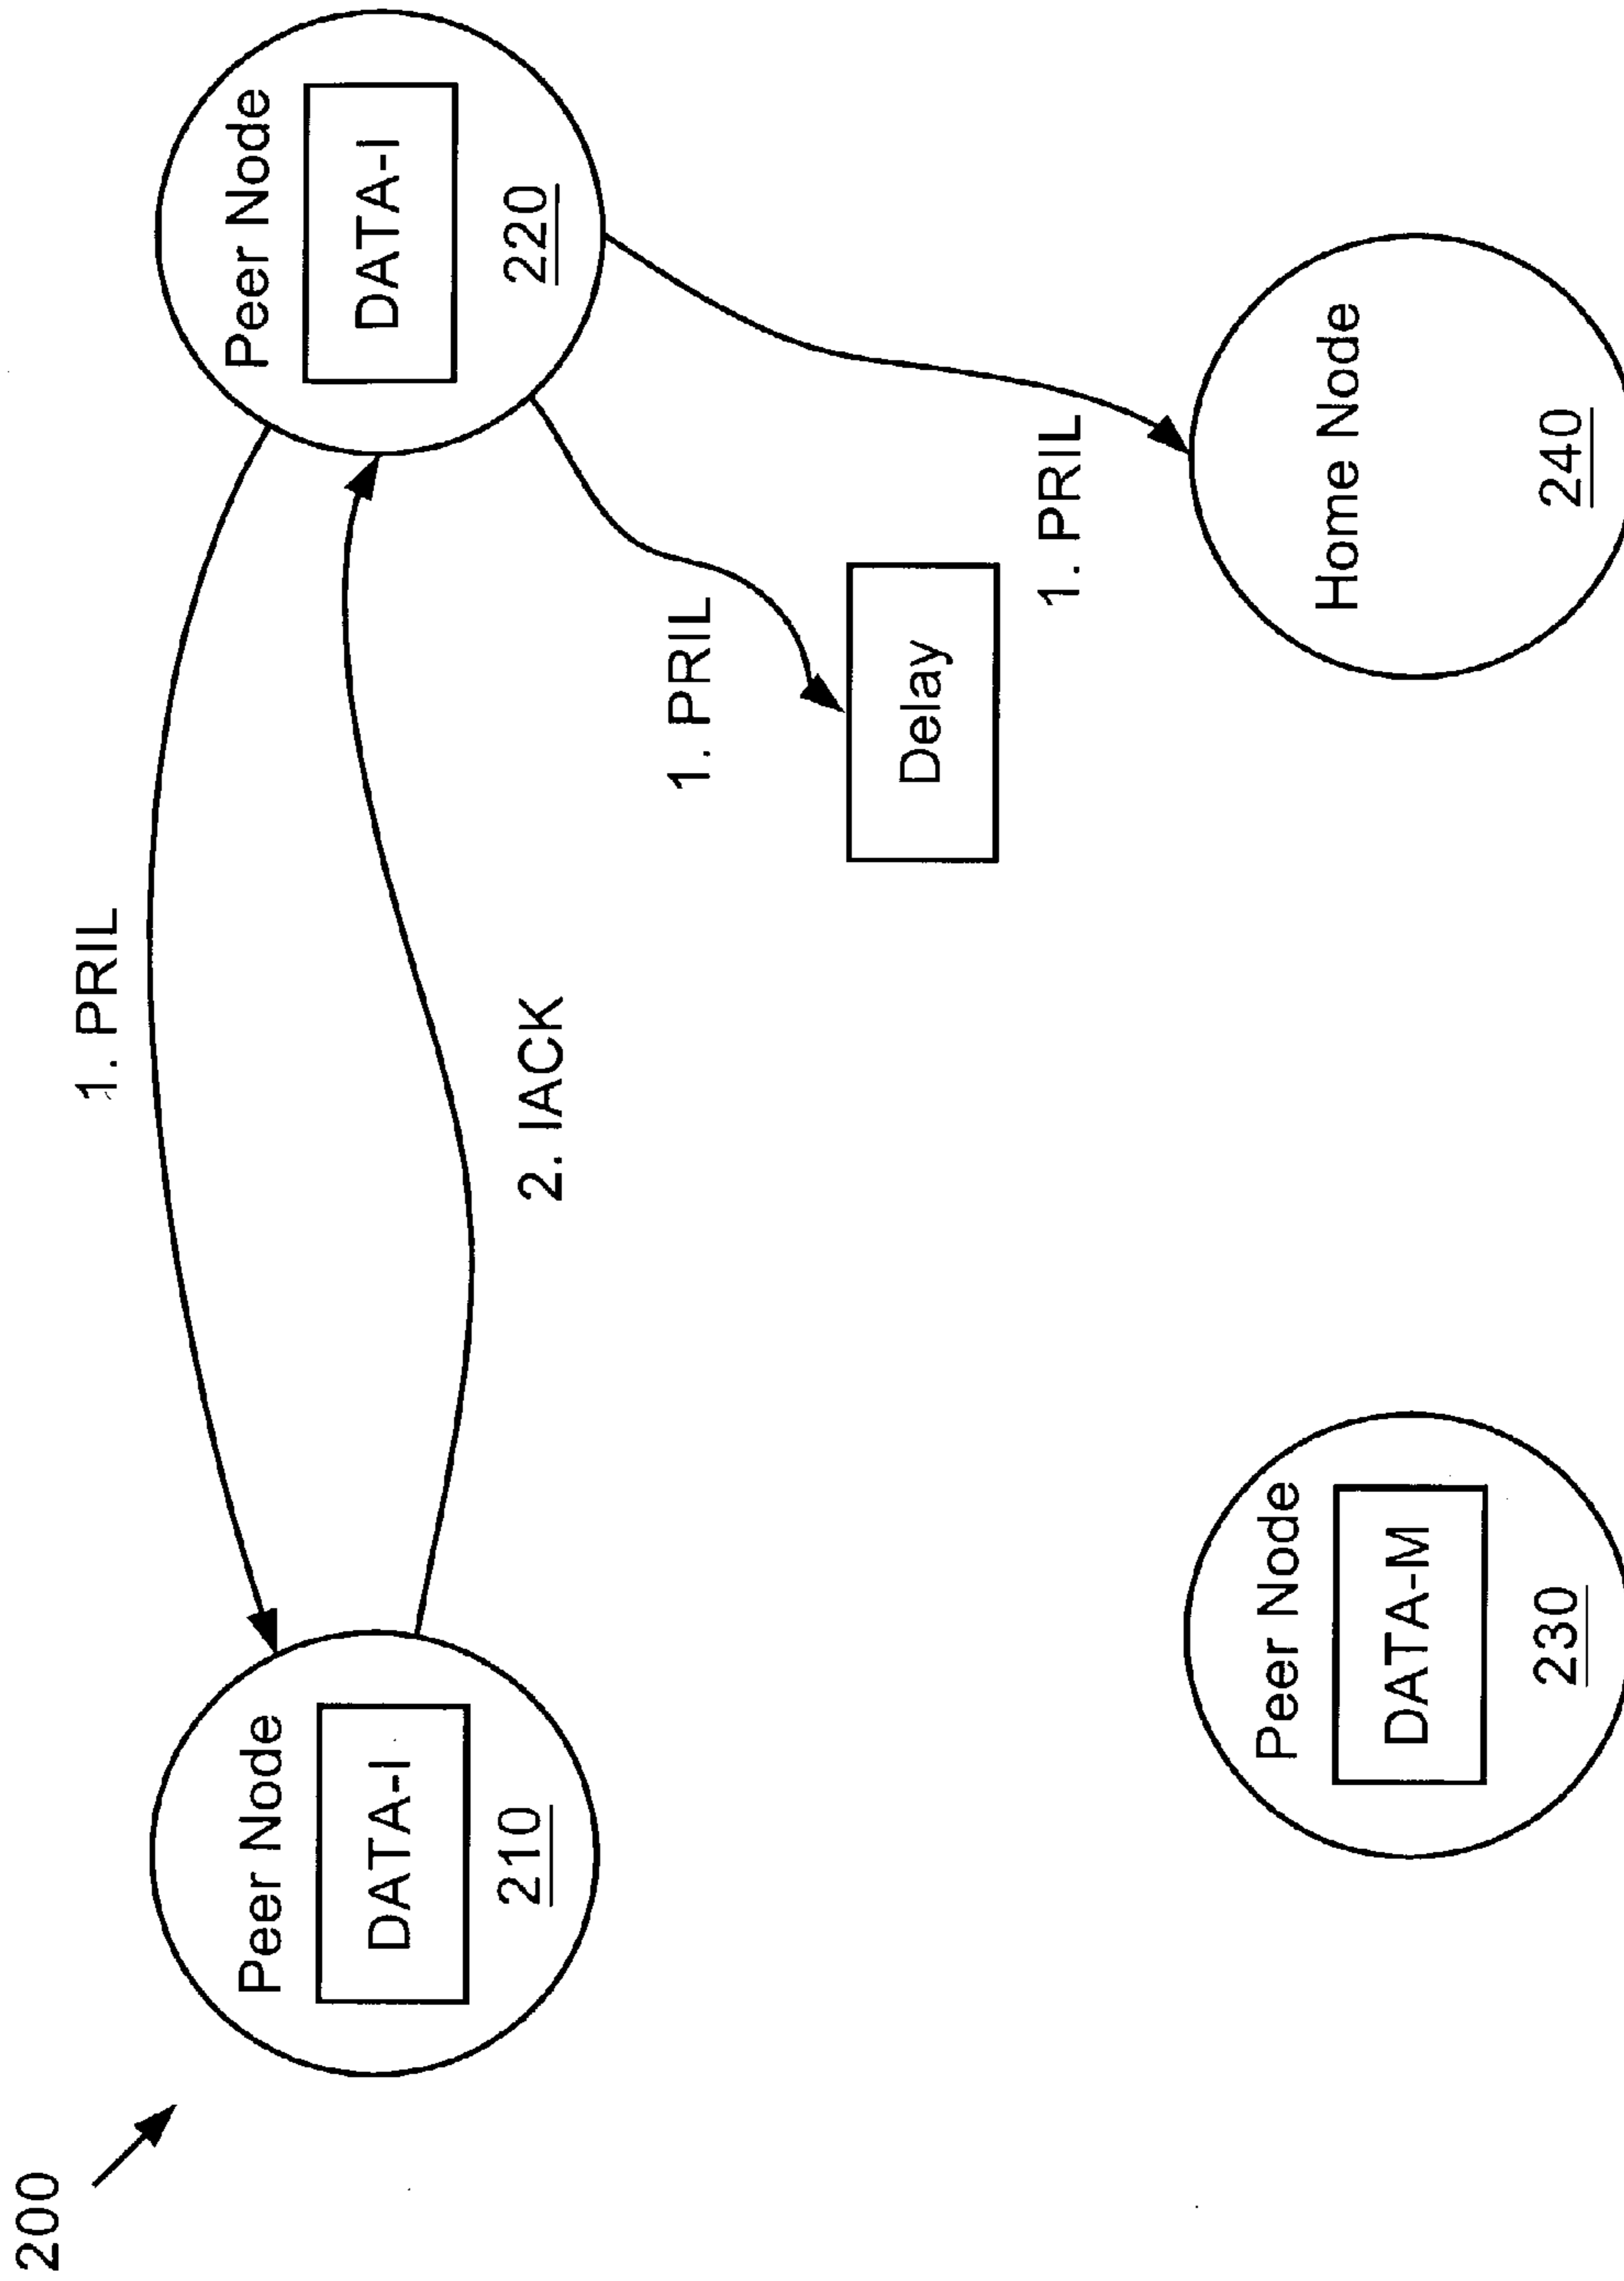 200
1. PRIL
Peer Node
DATA-I
210
2. IACK
Peer Node
DATA-I
220
1. PRIL
Delay
1. PRIL
Peer Node
DATA-M
230
Home Node
240